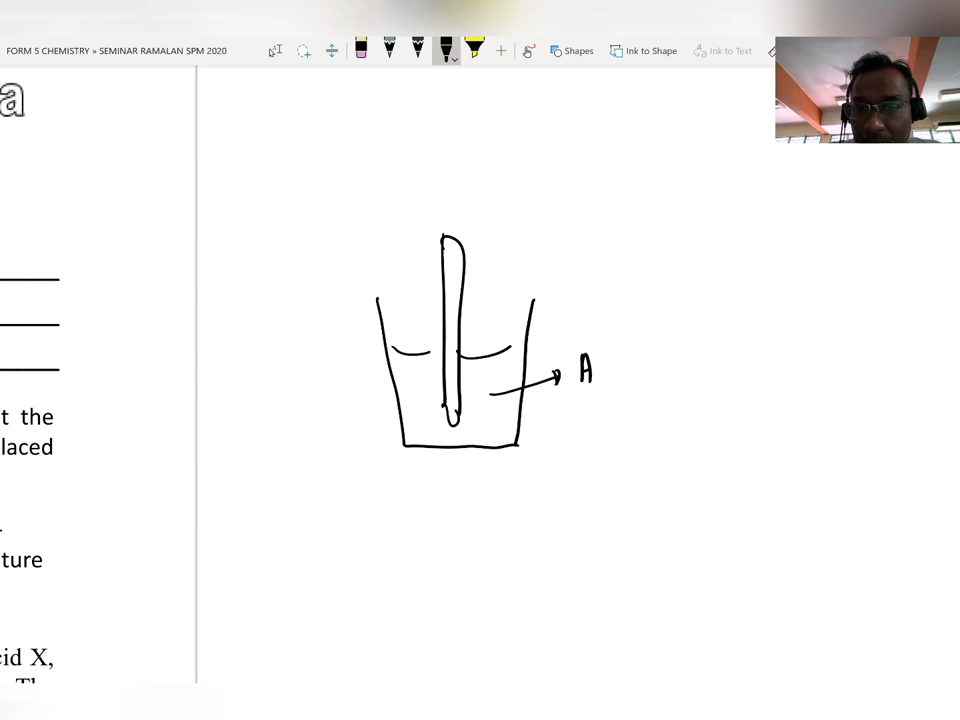 FORM 5 CHEMISTRY » SEMINAR RAMALAN SPM 2020
Shapes
Ink to Shape
Ink to Text
a
A
t the
laced
ture
id X,